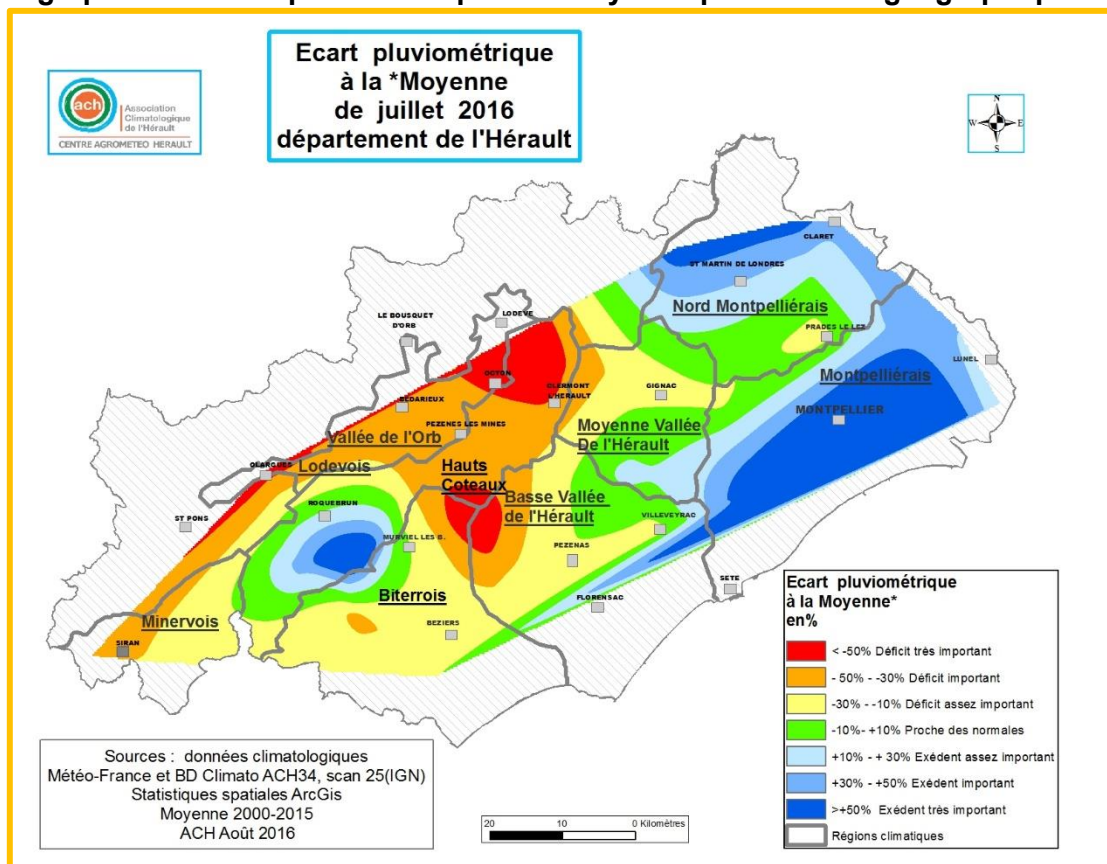 Ecart pluviométrique
à la *Moyenne
de juillet 2016
département de l'Hérault
ach
Association
Climatologique
de l'Hérault
CENTRE AGROMETEO HERAULT
N
W E
S
CLARET
ST MARTIN DE LONDRES
Nord Montpelliérais
LE BOUSQUET
D'ORB
LODEVE
PRADES LE LEZ
LUNEL
Montpelliérais
OCTON
GIGNAC
CLERMONT
L'HERAULT
BEDARIEUX
MONTPELLIER
PEZENES LES MINES
Moyenne Vallée
De l'Hérault
Vallée de l'Orb
Lodevois
Hauts
Coteaux
OLARGUES
Basse Vallée
de l'Hérault
ROQUEBRUN
ST PONS
VILLEVEYRAC
MURVIEL LES B.
PEZENAS
SETE
Biterrois
FLORENSAC
Minervois
BEZIERS
SIRAN
Ecart pluviométrique
à la Moyenne*
en%
< -50% Déficit très important
- 50% - -30% Déficit important
-30% - -10% Déficit assez important
-10%- +10% Proche des normales
+10% - + 30% Exédent assez important
+30% - +50% Exédent important
>+50% Exédent très important
Régions climatiques
Sources : données climatologiques
Météo-France et BD Climato ACH34, scan 25(IGN)
Statistiques spatiales ArcGis
Moyenne 2000-2015
ACH Août 2016
20 10 0 Kilomètres